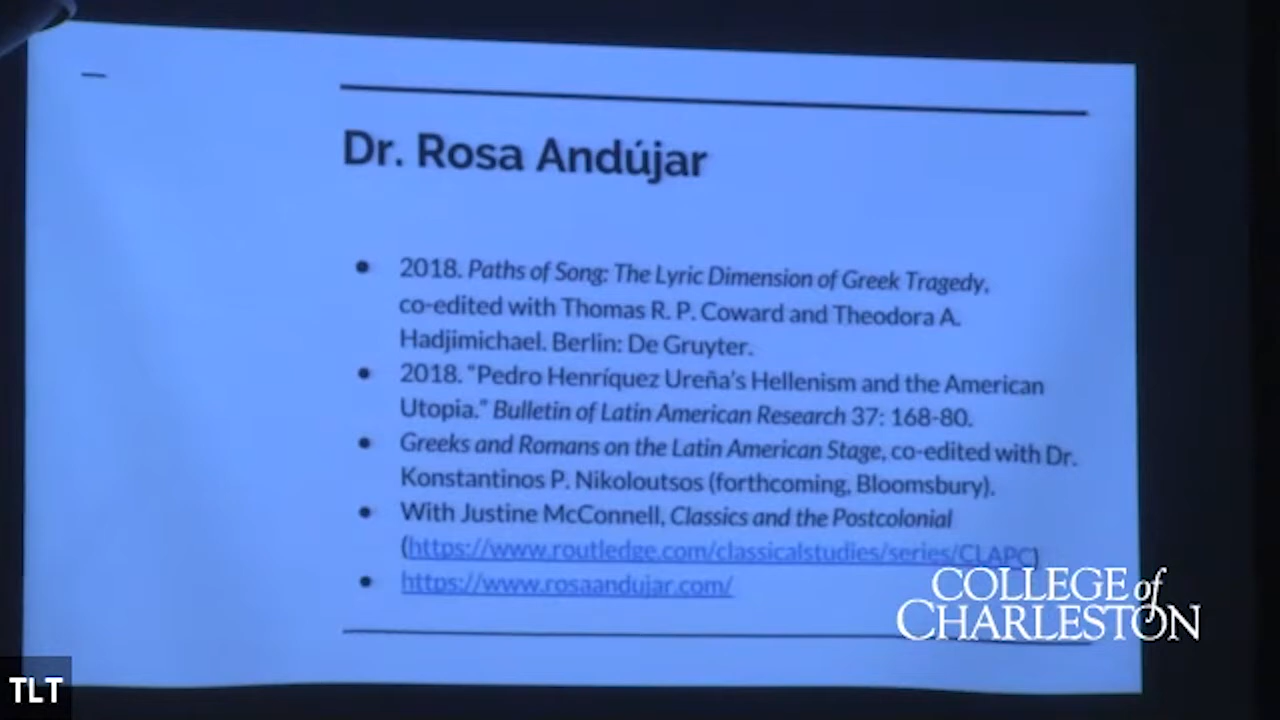 Dr. Rosa Andújar
● 2018. Paths of Song: The Lyric Dimension of Greek Tragedy,
co-edited with Thomas R. P. Coward and Theodora A.
Hadjimichael. Berlin: De Gruyter.
● 2018. “Pedro Henríquez Ureña’s Hellenism and the American
Utopia.” Bulletin of Latin American Research 37: 168-80.
● Greeks and Romans on the Latin American Stage, co-edited with Dr.
Konstantinos P. Nikoloutsos (forthcoming, Bloomsbury).
● With Justine McConnell, Classics and the Postcolonial
(https://www.routledge.com/classicalstudies/series/CLAPC)
● https://www.rosaandujar.com/
COLLEGE of
CHARLESTON
TLT